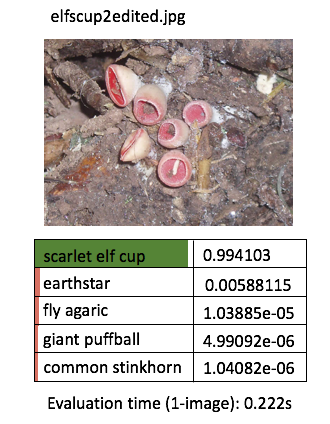 elfscup2edited.jpg
scarlet elf cup 0.994103
earthstar 0.00588115
fly agaric 1.03885e-05
giant puffball 4.99092e-06
common stinkhorn 1.04082e-06
Evaluation time (1-image): 0.222s